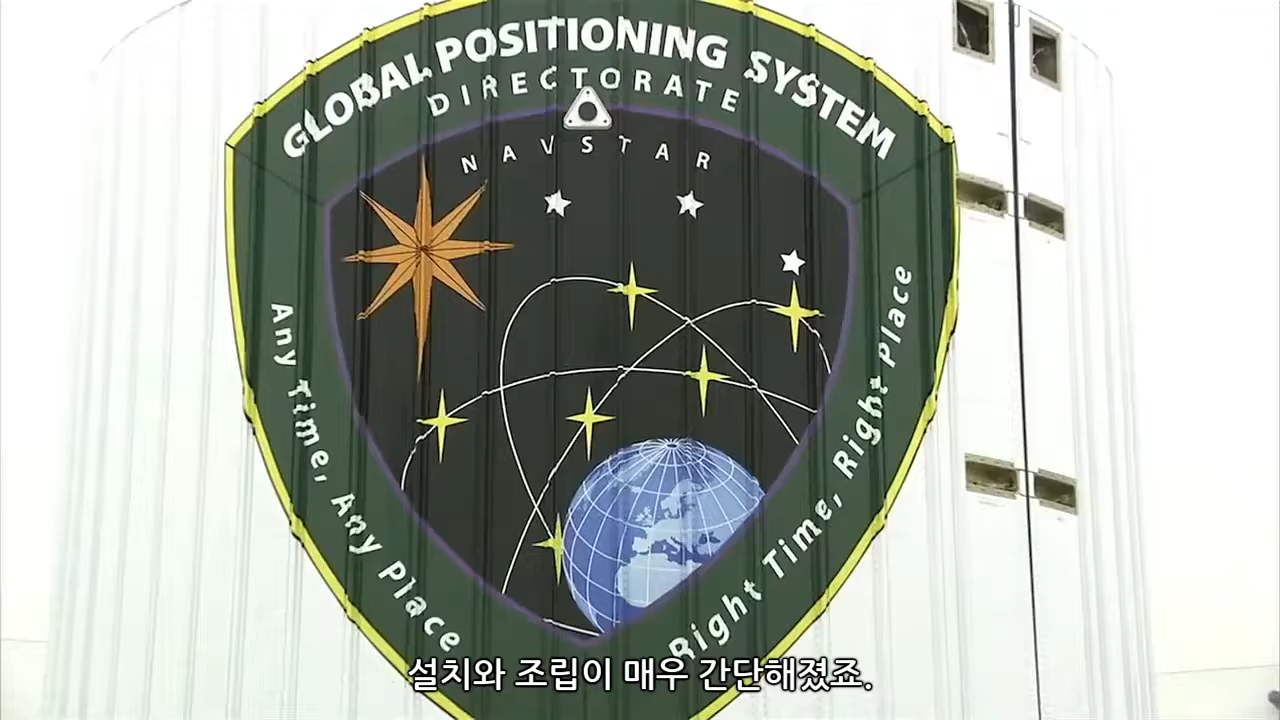 GLOBAL POSITIONING SYSTEM
DIRECTORATE
NAVSTAR
Any Time, Any Place
Right Time, Right Place
설치와 조립이 매우 간단해졌죠.